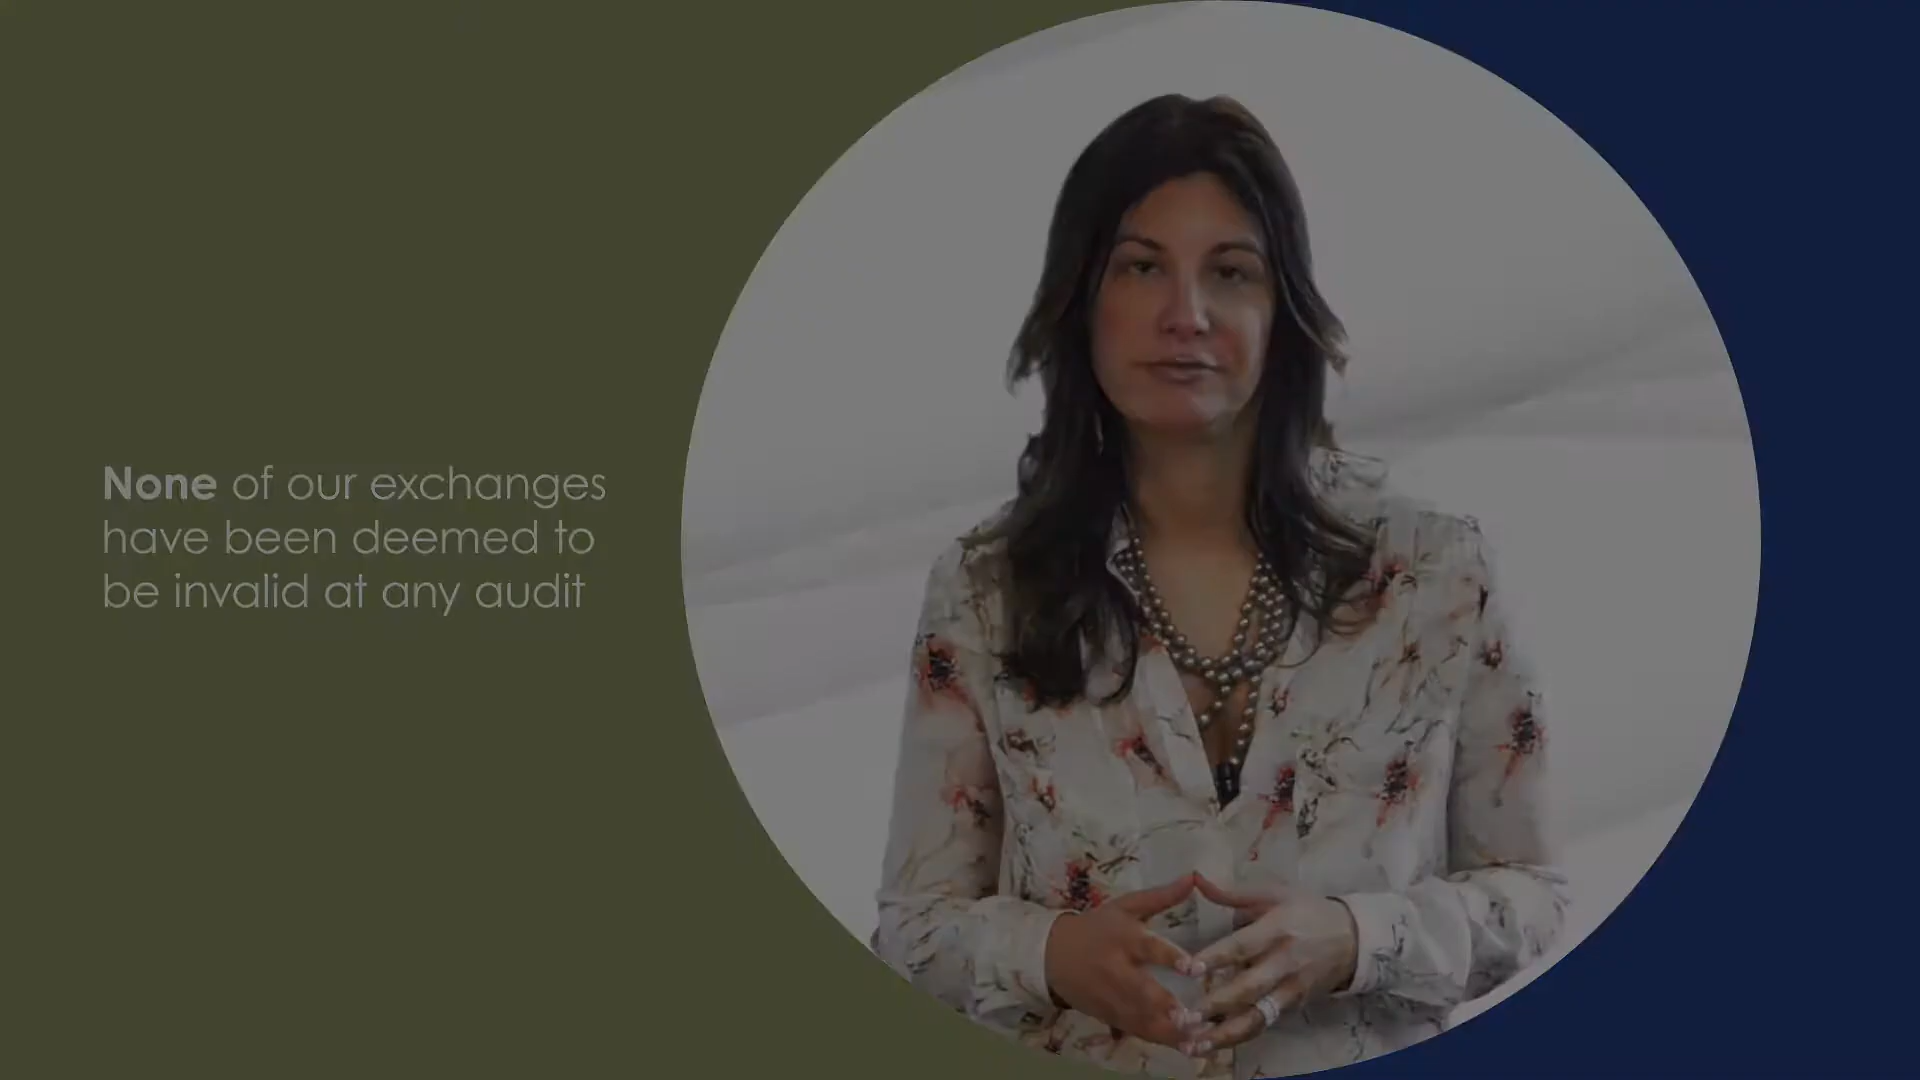 None of our exchanges
have been deemed to
be invalid at any audit